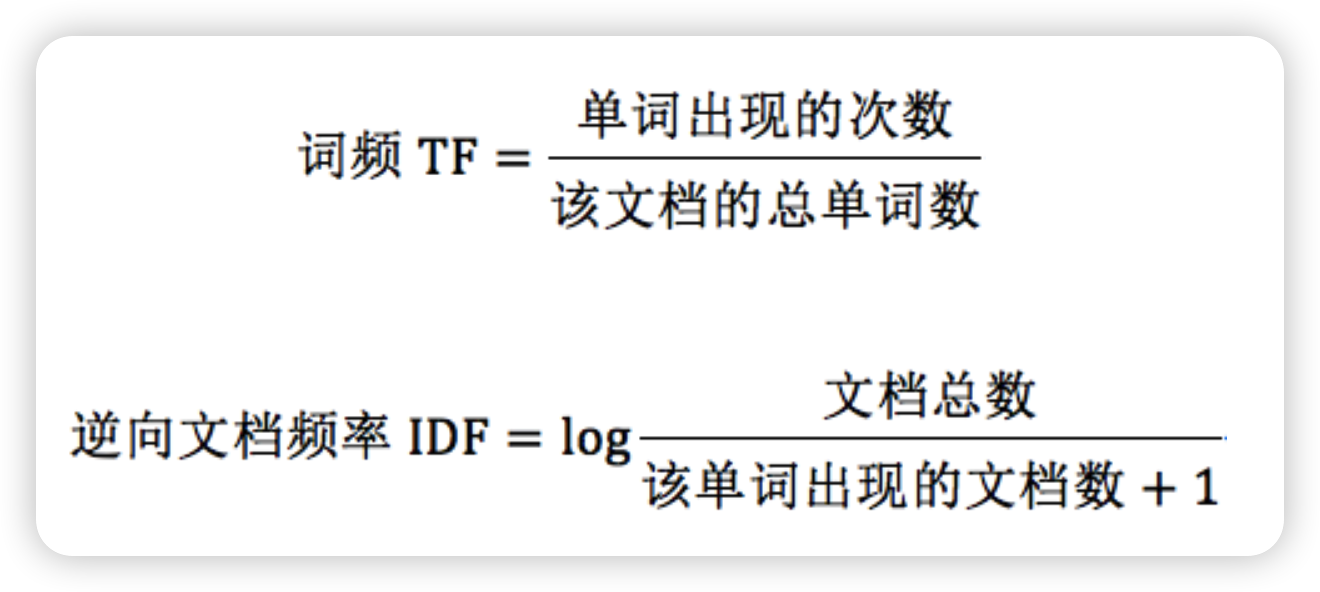 词频 TF = 单词出现的次数
该文档的总单词数
逆向文档频率 IDF = log 文档总数
该单词出现的文档数 + 1